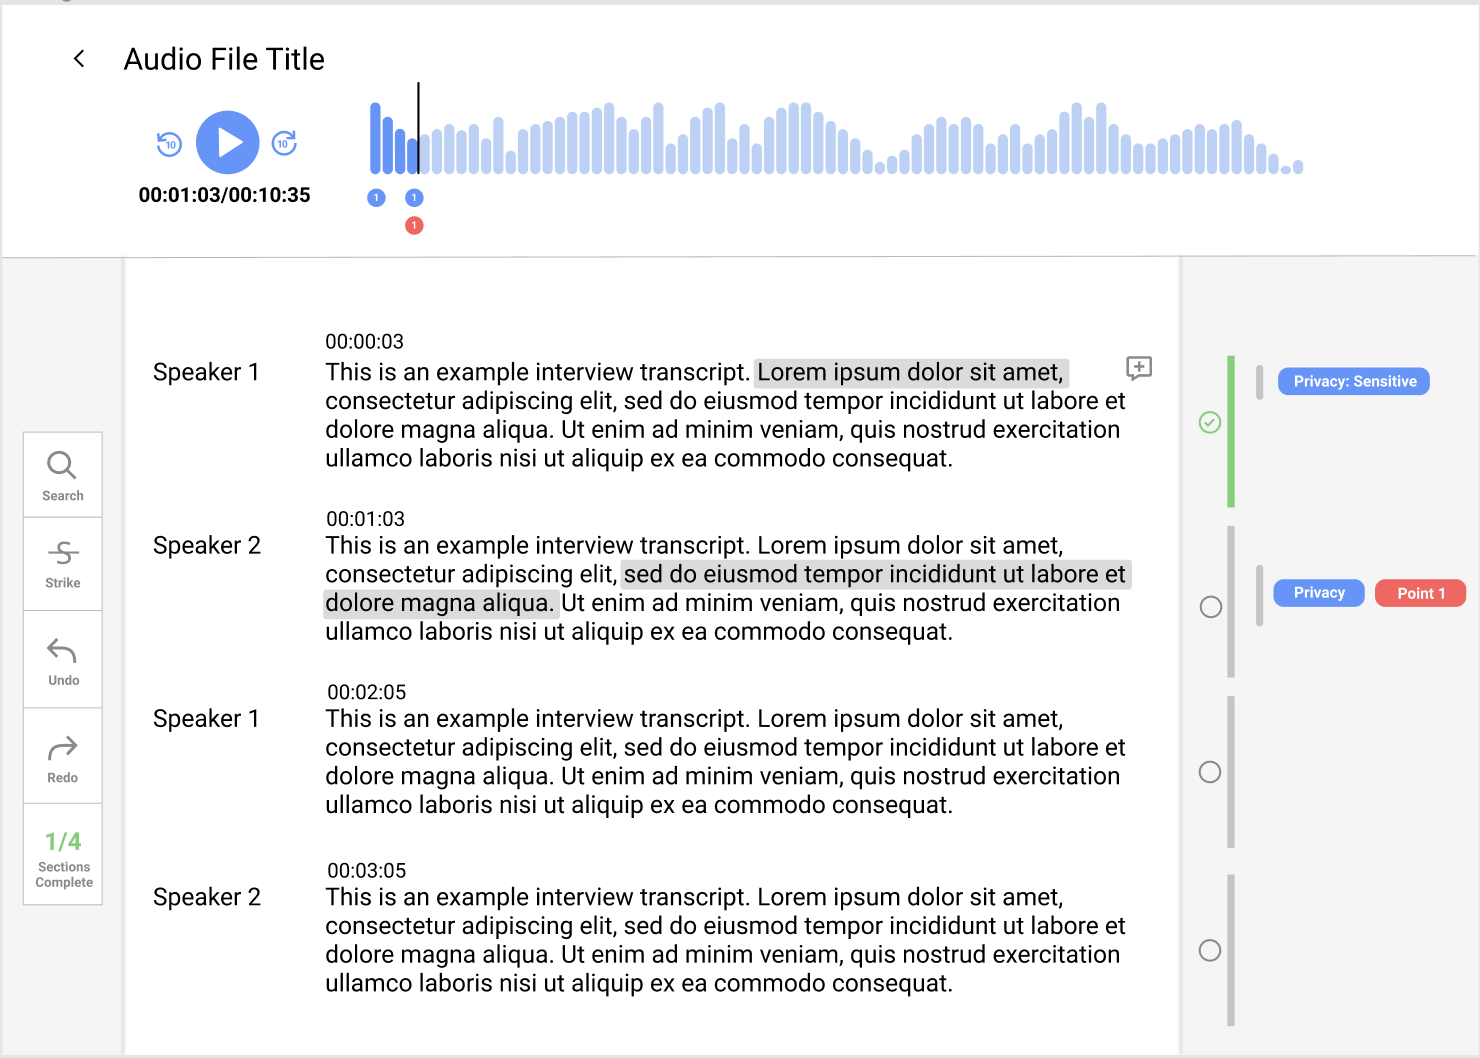 Audio File Title
10
10
00:01:03/00:10:35
1
1
1
00:00:03
Speaker 1
This is an example interview transcript. Lorem ipsum dolor sit amet,
consectetur adipiscing elit, sed do eiusmod tempor incididunt ut labore et
dolore magna aliqua. Ut enim ad minim veniam, quis nostrud exercitation
ullamco laboris nisi ut aliquip ex ea commodo consequat.
Privacy: Sensitive
00:01:03
Speaker 2
This is an example interview transcript. Lorem ipsum dolor sit amet,
consectetur adipiscing elit, sed do eiusmod tempor incididunt ut labore et
dolore magna aliqua. Ut enim ad minim veniam, quis nostrud exercitation
ullamco laboris nisi ut aliquip ex ea commodo consequat.
Privacy
Point 1
00:02:05
Speaker 1
This is an example interview transcript. Lorem ipsum dolor sit amet,
consectetur adipiscing elit, sed do eiusmod tempor incididunt ut labore et
dolore magna aliqua. Ut enim ad minim veniam, quis nostrud exercitation
ullamco laboris nisi ut aliquip ex ea commodo consequat.
00:03:05
Speaker 2
This is an example interview transcript. Lorem ipsum dolor sit amet,
consectetur adipiscing elit, sed do eiusmod tempor incididunt ut labore et
dolore magna aliqua. Ut enim ad minim veniam, quis nostrud exercitation
ullamco laboris nisi ut aliquip ex ea commodo consequat.
Search
Strike
Undo
Redo
1/4
Sections
Complete